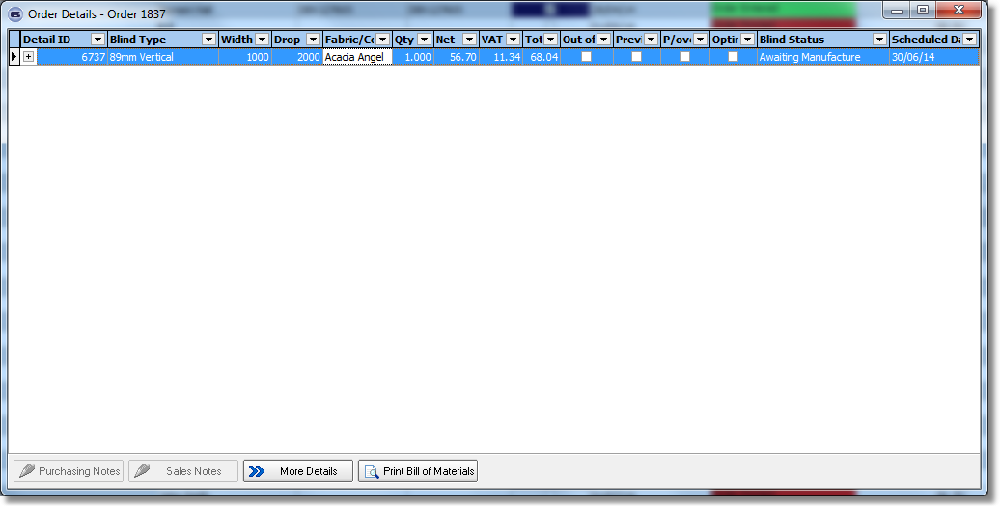 Order Details - Order 1837
Detail ID Blind Type Width Drop Fabric/Co Qty Net VAT Tot Out of Prev P/ov Optin Blind Status Scheduled Da
6737 89mm Vertical 1000 2000 Acacia Angel 1.000 56.70 11.34 68.04 Awaiting Manufacture 30/06/14
Purchasing Notes Sales Notes More Details Print Bill of Materials